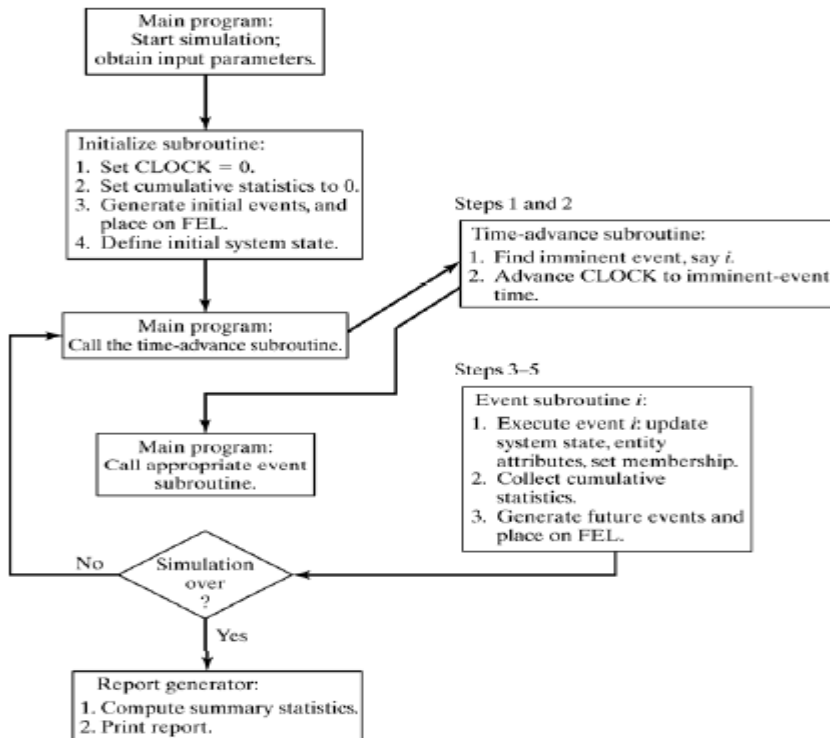 Main program:
Start simulation;
obtain input parameters.
Initialize subroutine:
1. Set CLOCK = 0.
2. Set cumulative statistics to 0.
3. Generate initial events, and
place on FEL.
4. Define initial system state.
Steps 1 and 2
Time-advance subroutine:
1. Find imminent event, say i.
2. Advance CLOCK to imminent-event
time.
Main program:
Call the time-advance subroutine.
Steps 3–5
Event subroutine i:
1. Execute event i: update
system state, entity
attributes, set membership.
2. Collect cumulative
statistics.
3. Generate future events and
place on FEL.
Main program:
Call appropriate event
subroutine.
No
Simulation
over
?
Yes
Report generator:
1. Compute summary statistics.
2. Print report.